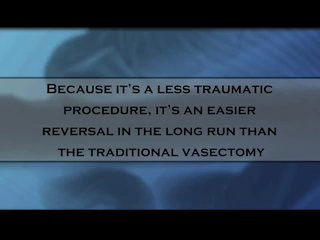 Because it's a less traumatic
procedure, it's an easier
reversal in the long run than
the traditional vasectomy